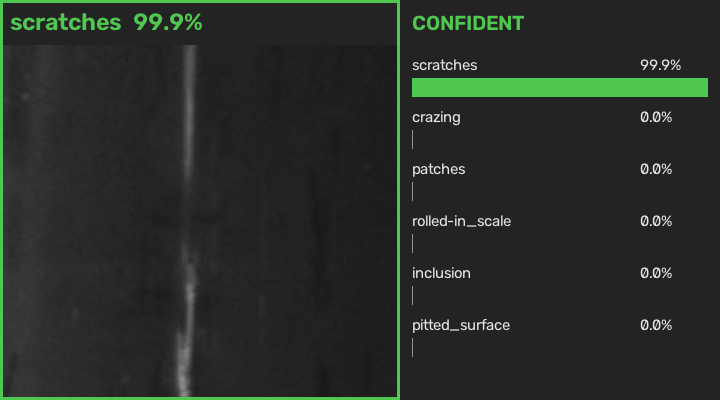 scratches 99.9%
CONFIDENT
scratches 99.9%
crazing 0.0%
patches 0.0%
rolled-in_scale 0.0%
inclusion 0.0%
pitted_surface 0.0%